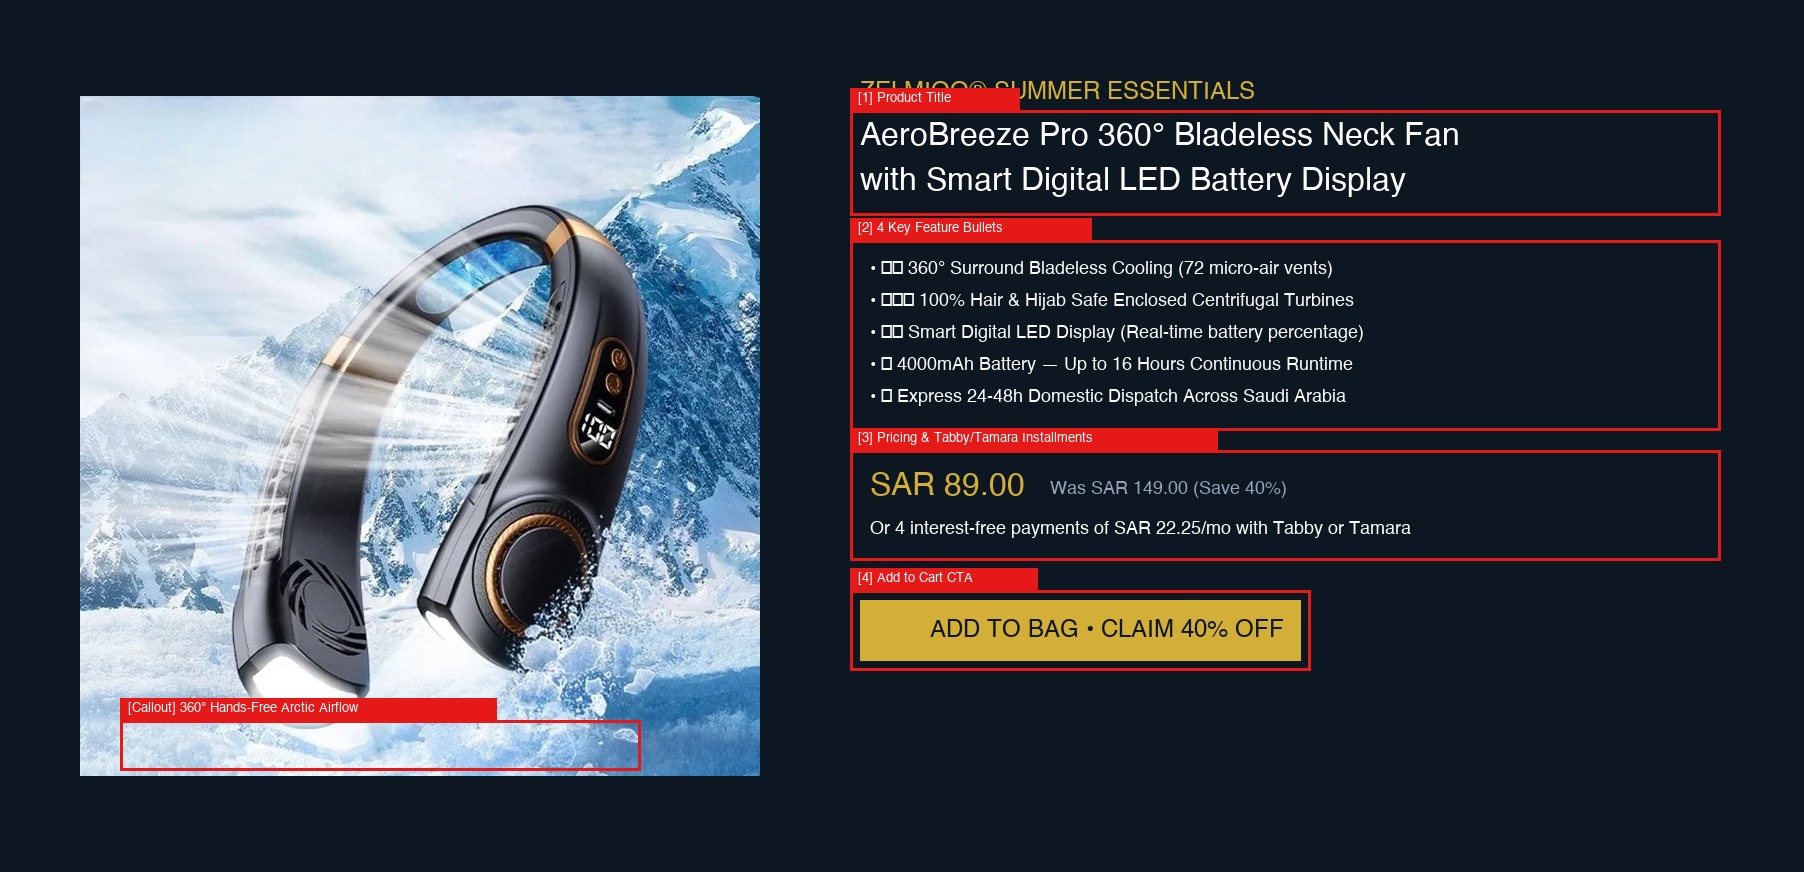 SUMMER ESSENTIALS
[1] Product Title
AeroBreeze Pro 360° Bladeless Neck Fan
with Smart Digital LED Battery Display
[2] 4 Key Feature Bullets
• 360° Surround Bladeless Cooling (72 micro-air vents)
• 100% Hair & Hijab Safe Enclosed Centrifugal Turbines
• Smart Digital LED Display (Real-time battery percentage)
• 4000mAh Battery — Up to 16 Hours Continuous Runtime
• Express 24-48h Domestic Dispatch Across Saudi Arabia
[3] Pricing & Tabby/Tamara Installments
SAR 89.00 Was SAR 149.00 (Save 40%)
Or 4 interest-free payments of SAR 22.25/mo with Tabby or Tamara
[4] Add to Cart CTA
ADD TO BAG • CLAIM 40% OFF
100
[Callout] 360° Hands-Free Arctic Airflow